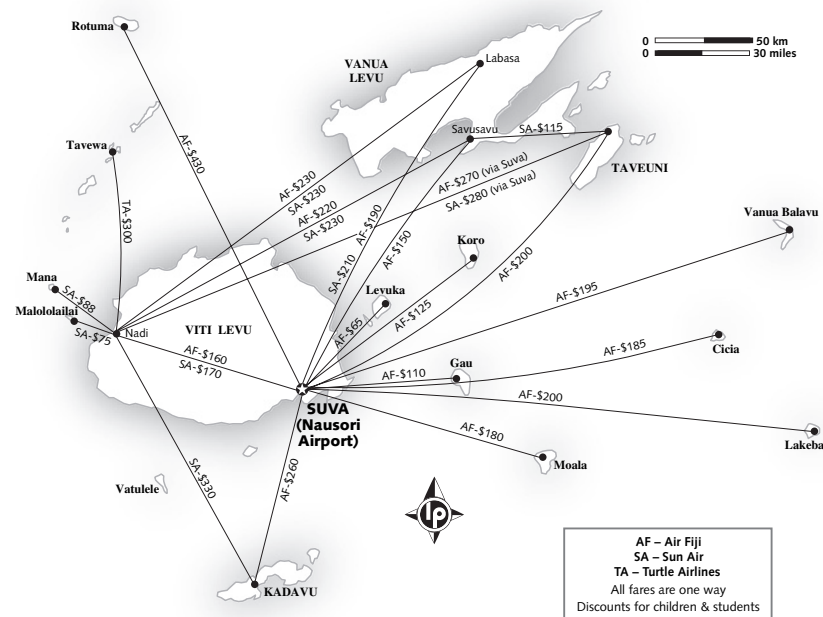 Rotuma
0 50 km
0 30 miles
VANUA
LEVU
Labasa
Savusavu
SA-$115
TAVEUNI
Tavewa
AF-$430
AF-$230
SA-$230
AF-$220
SA-$230
AF-$270 (via Suva)
SA-$280 (via Suva)
TA-$300
AF-$190
SA-$210
AF-$150
AF-$200
Koro
Vanua Balavu
Mana
SA-$88
Malololailai
SA-$75
Nadi
VITI LEVU
Levuka
AF-$65
AF-$125
AF-$195
AF-$160
SA-$170
Gau
AF-$110
AF-$185
Cicia
SUVA
(Nausori
Airport)
AF-$200
AF-$180
Lakeba
Moala
Vatulele
SA-$330
AF-$260
lp
KADAVU
AF – Air Fiji
SA – Sun Air
TA – Turtle Airlines
All fares are one way
Discounts for children & students